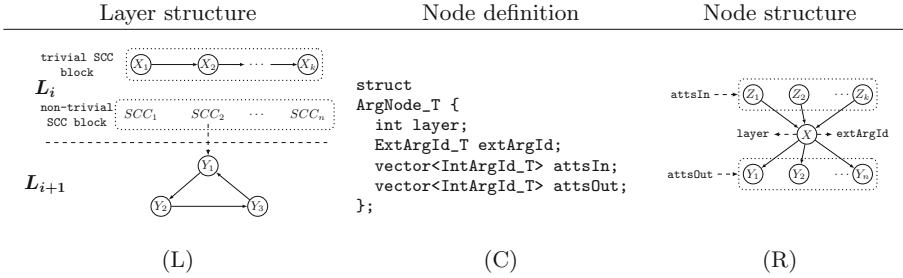 Layer structure
Node definition
Node structure
trivial SCC
block
X1
X2
...
Xk
Li
non-trivial
SCC block
SCC1
SCC2
...
SCCn
Li+1
Y1
Y2
Y3
struct
ArgNode_T {
int layer;
ExtArgId_T extArgId;
vector<IntArgId_T> attsIn;
vector<IntArgId_T> attsOut;
};
attsIn
Z1
Z2
...
Zk
layer
X
extArgId
attsOut
Y1
Y2
...
Yn
(L)
(C)
(R)